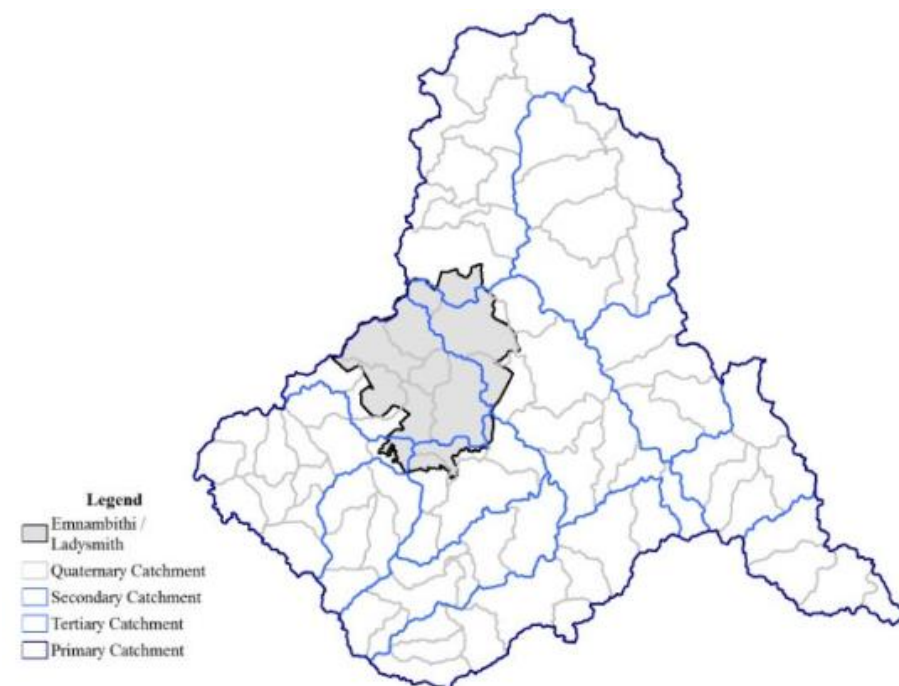 Legend
Emnambithi /
Ladysmith
Quaternary Catchment
Secondary Catchment
Tertiary Catchment
Primary Catchment